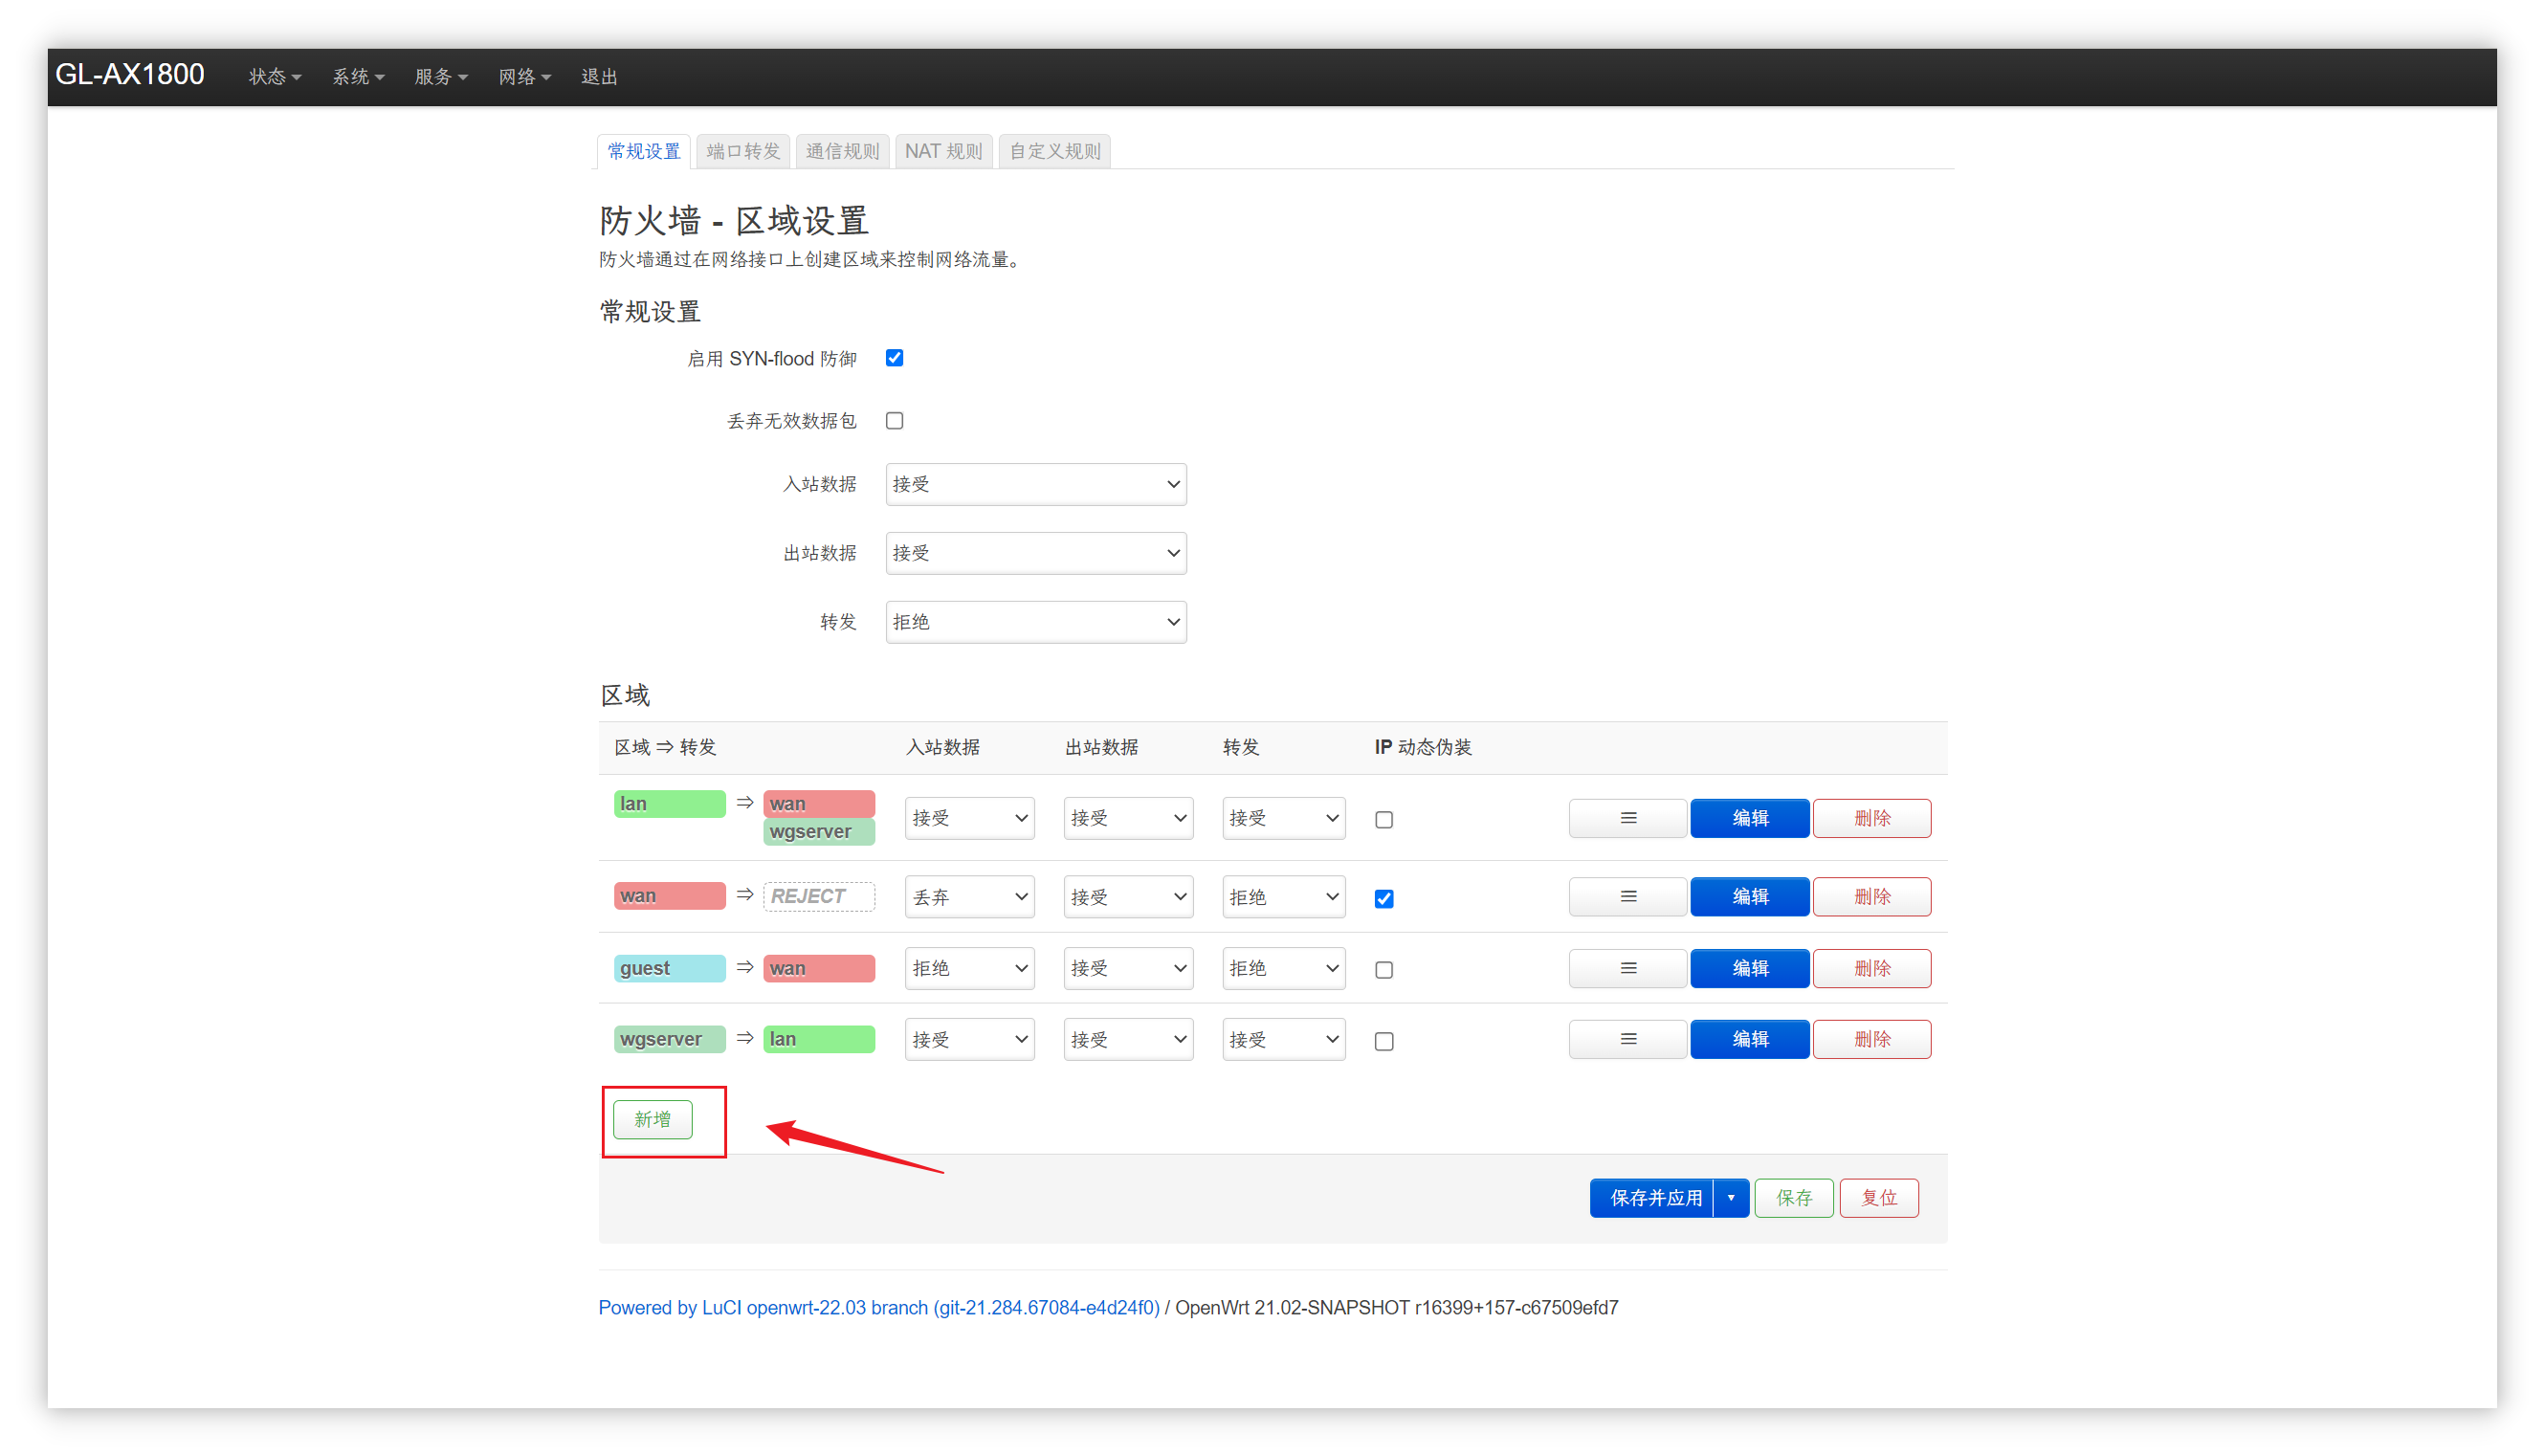 GL-AX1800 状态 系统 服务 网络 退出
常规设置 端口转发 通信规则 NAT 规则 自定义规则
防火墙 - 区域设置
防火墙通过在网络接口上创建区域来控制网络流量。
常规设置
启用 SYN-flood 防御
丢弃无效数据包
入站数据 接受
出站数据 接受
转发 拒绝
区域
区域 ⇒ 转发 入站数据 出站数据 转发 IP 动态伪装
lan ⇒ wan 接受 接受 接受 编辑 删除
wgserver
wan ⇒ REJECT 丢弃 接受 拒绝 编辑 删除
guest ⇒ wan 拒绝 接受 拒绝 编辑 删除
wgserver ⇒ lan 接受 接受 接受 编辑 删除
新增
保存并应用 保存 复位
Powered by LuCI openwrt-22.03 branch (git-21.284.67084-e4d24f0) / OpenWrt 21.02-SNAPSHOT r16399+157-c67509efd7